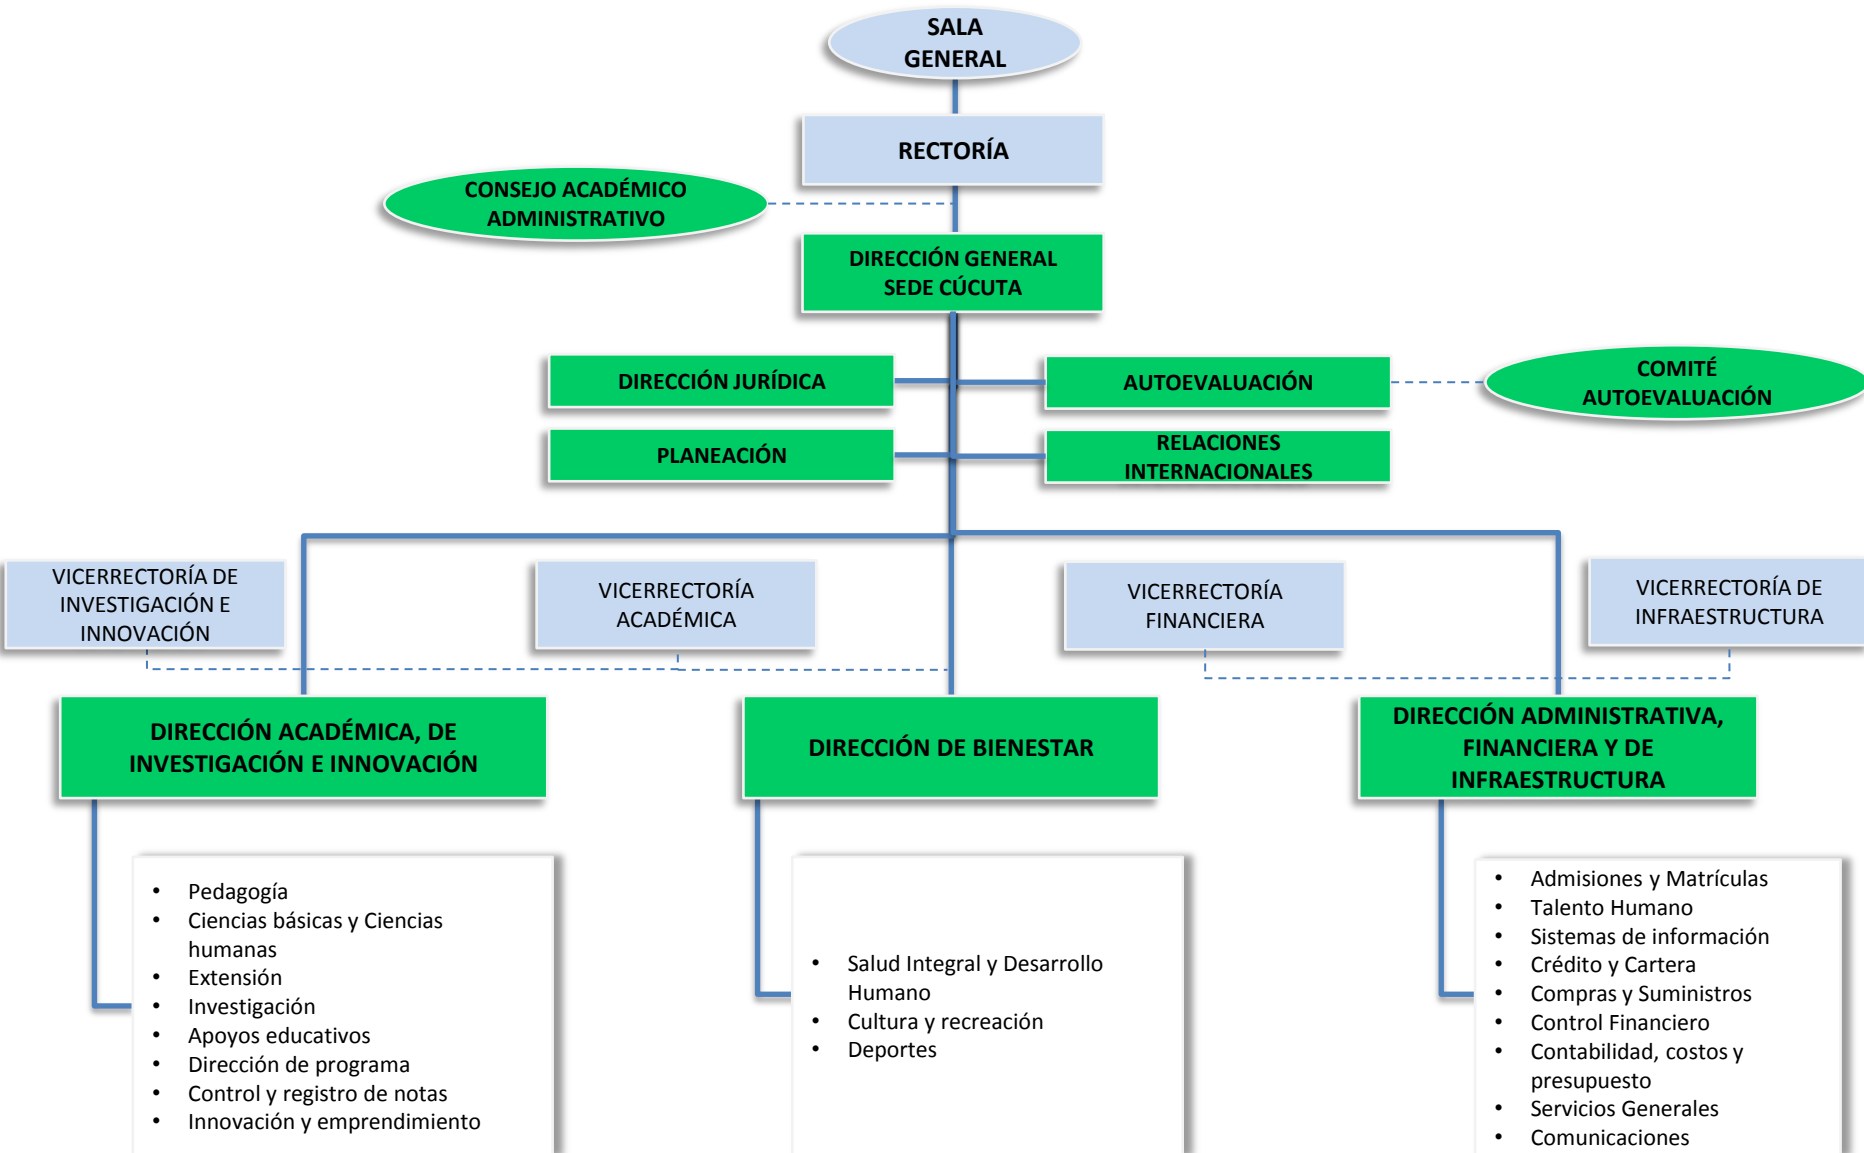 SALA
GENERAL
RECTORÍA
CONSEJO ACADÉMICO
ADMINISTRATIVO
DIRECCIÓN GENERAL
SEDE CÚCUTA
DIRECCIÓN JURÍDICA
AUTOEVALUACIÓN
COMITÉ
AUTOEVALUACIÓN
PLANEACIÓN
RELACIONES
INTERNACIONALES
VICERRECTORÍA DE
INVESTIGACIÓN E
INNOVACIÓN
VICERRECTORÍA
ACADÉMICA
VICERRECTORÍA
FINANCIERA
VICERRECTORÍA DE
INFRAESTRUCTURA
DIRECCIÓN ACADÉMICA, DE
INVESTIGACIÓN E INNOVACIÓN
DIRECCIÓN DE BIENESTAR
DIRECCIÓN ADMINISTRATIVA,
FINANCIERA Y DE
INFRAESTRUCTURA
• Pedagogía
• Ciencias básicas y Ciencias
humanas
• Extensión
• Investigación
• Apoyos educativos
• Dirección de programa
• Control y registro de notas
• Innovación y emprendimiento
• Salud Integral y Desarrollo
Humano
• Cultura y recreación
• Deportes
• Admisiones y Matrículas
• Talento Humano
• Sistemas de información
• Crédito y Cartera
• Compras y Suministros
• Control Financiero
• Contabilidad, costos y
presupuesto
• Servicios Generales
• Comunicaciones